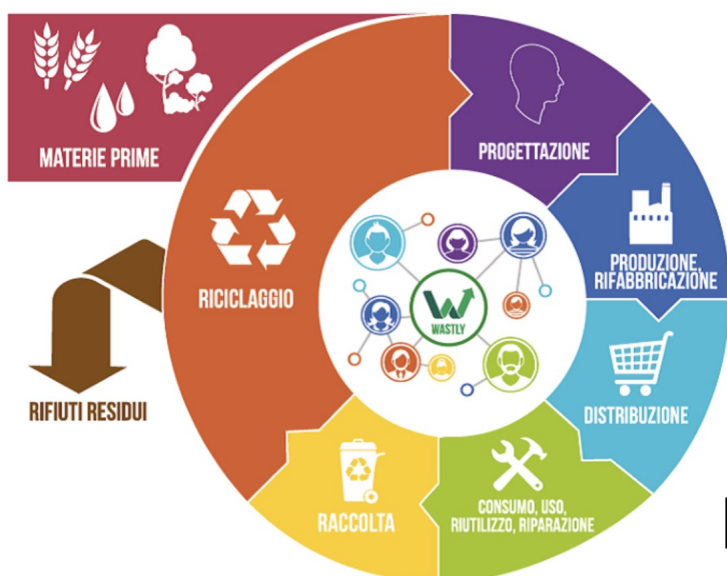 MATERIE PRIME
PROGETTAZIONE
PRODUZIONE,
RIFABBRICAZIONE
RICICLAGGIO
WASTLY
DISTRIBUZIONE
RIFIUTI RESIDUI
RACCOLTA
CONSUMO, USO,
RIUTILIZZO, RIPARAZIONE